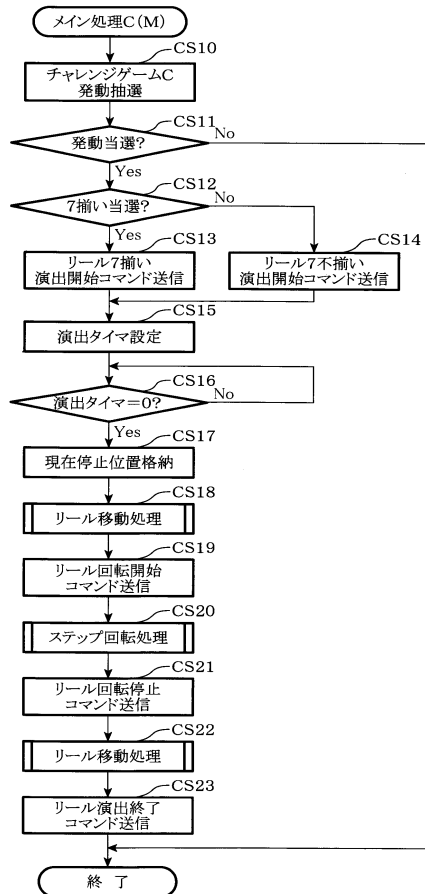 メイン処理C(M)
CS10
チャレンジゲームC
発動抽選
CS11
発動当選?
No
Yes
CS12
7揃い当選?
No
Yes
CS13
リール7揃い
演出開始コマンド送信
CS14
リール7不揃い
演出開始コマンド送信
CS15
演出タイマ設定
CS16
演出タイマ=0?
No
Yes
CS17
現在停止位置格納
CS18
リール移動処理
CS19
リール回転開始
コマンド送信
CS20
ステップ回転処理
CS21
リール回転停止
コマンド送信
CS22
リール移動処理
CS23
リール演出終了
コマンド送信
終了